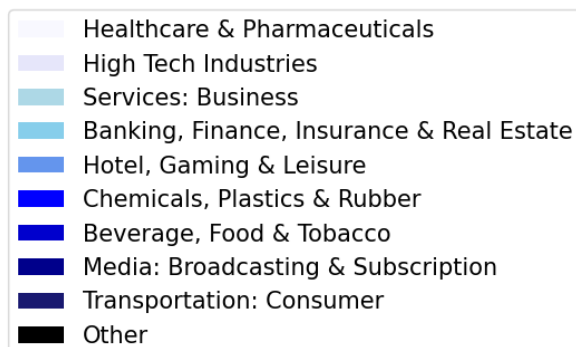 Healthcare & Pharmaceuticals
High Tech Industries
Services: Business
Banking, Finance, Insurance & Real Estate
Hotel, Gaming & Leisure
Chemicals, Plastics & Rubber
Beverage, Food & Tobacco
Media: Broadcasting & Subscription
Transportation: Consumer
Other